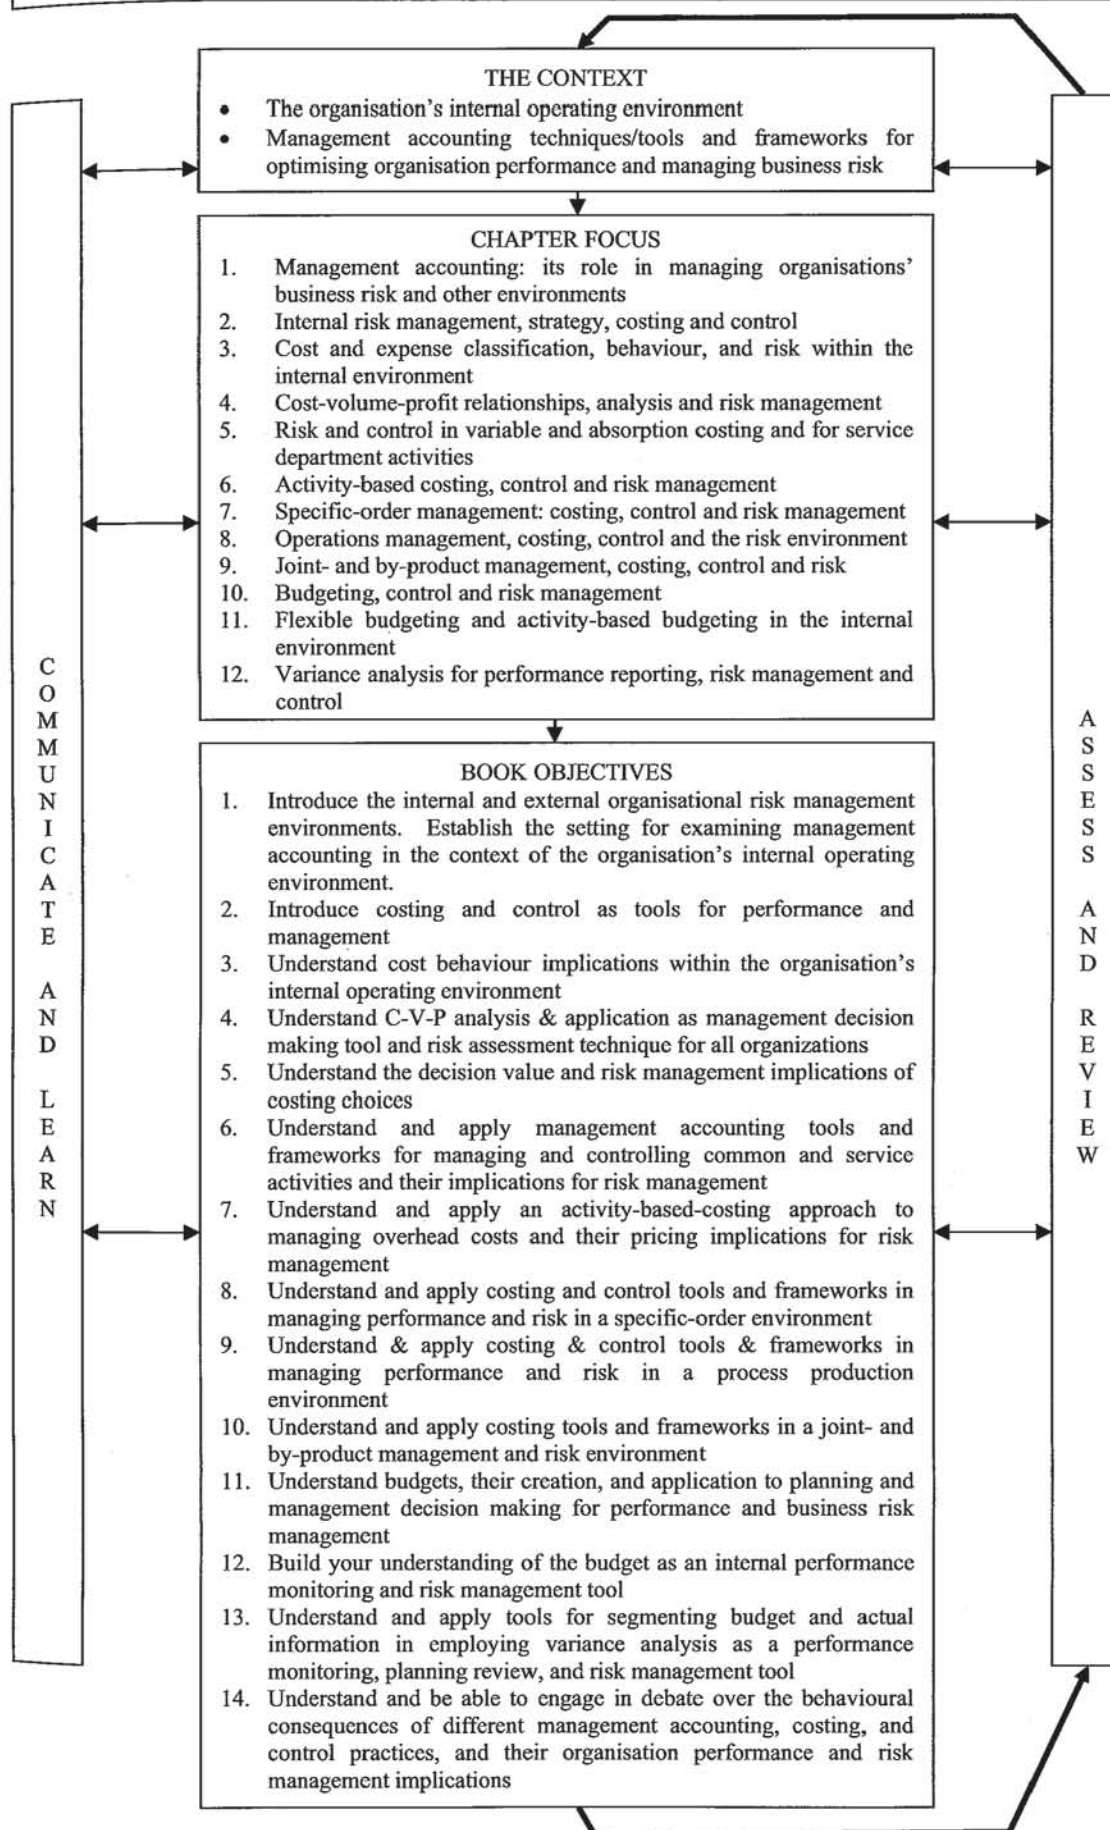 THE CONTEXT
• The organisation's internal operating environment
• Management accounting techniques/tools and frameworks for
optimising organisation performance and managing business risk
CHAPTER FOCUS
1. Management accounting: its role in managing organisations'
business risk and other environments
2. Internal risk management, strategy, costing and control
3. Cost and expense classification, behaviour, and risk within the
internal environment
4. Cost-volume-profit relationships, analysis and risk management
5. Risk and control in variable and absorption costing and for service
department activities
6. Activity-based costing, control and risk management
7. Specific-order management: costing, control and risk management
8. Operations management, costing, control and the risk environment
9. Joint- and by-product management, costing, control and risk
10. Budgeting, control and risk management
11. Flexible budgeting and activity-based budgeting in the internal
environment
12. Variance analysis for performance reporting, risk management and
control
BOOK OBJECTIVES
1. Introduce the internal and external organisational risk management
environments. Establish the setting for examining management
accounting in the context of the organisation's internal operating
environment.
2. Introduce costing and control as tools for performance and
management
3. Understand cost behaviour implications within the organisation's
internal operating environment
4. Understand C-V-P analysis & application as management decision
making tool and risk assessment technique for all organizations
5. Understand the decision value and risk management implications of
costing choices
6. Understand and apply management accounting tools and
frameworks for managing and controlling common and service
activities and their implications for risk management
7. Understand and apply an activity-based-costing approach to
managing overhead costs and their pricing implications for risk
management
8. Understand and apply costing and control tools and frameworks in
managing performance and risk in a specific-order environment
9. Understand & apply costing & control tools & frameworks in
managing performance and risk in a process production
environment
10. Understand and apply costing tools and frameworks in a joint- and
by-product management and risk environment
11. Understand budgets, their creation, and application to planning and
management decision making for performance and business risk
management
12. Build your understanding of the budget as an internal performance
monitoring and risk management tool
13. Understand and apply tools for segmenting budget and actual
information in employing variance analysis as a performance
monitoring, planning review, and risk management tool
14. Understand and be able to engage in debate over the behavioural
consequences of different management accounting, costing, and
control practices, and their organisation performance and risk
management implications
COMMUNICATE AND LEARN
ASSESS AND REVIEW